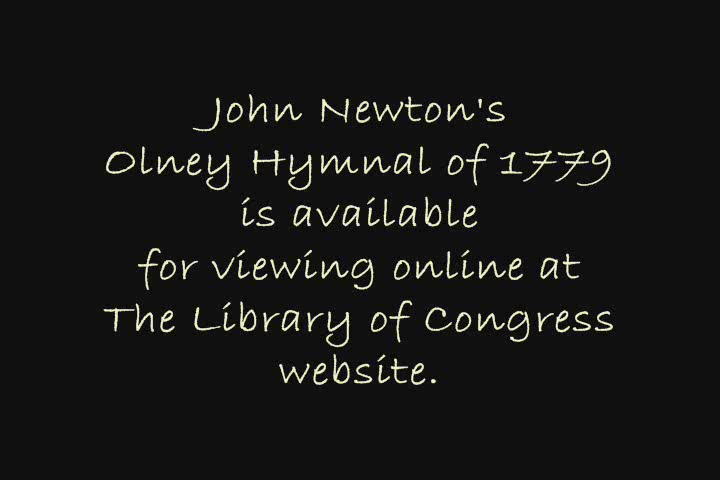 John Newton's
Olney Hymnal of 1779
is available
for viewing online at
The Library of Congress
website.